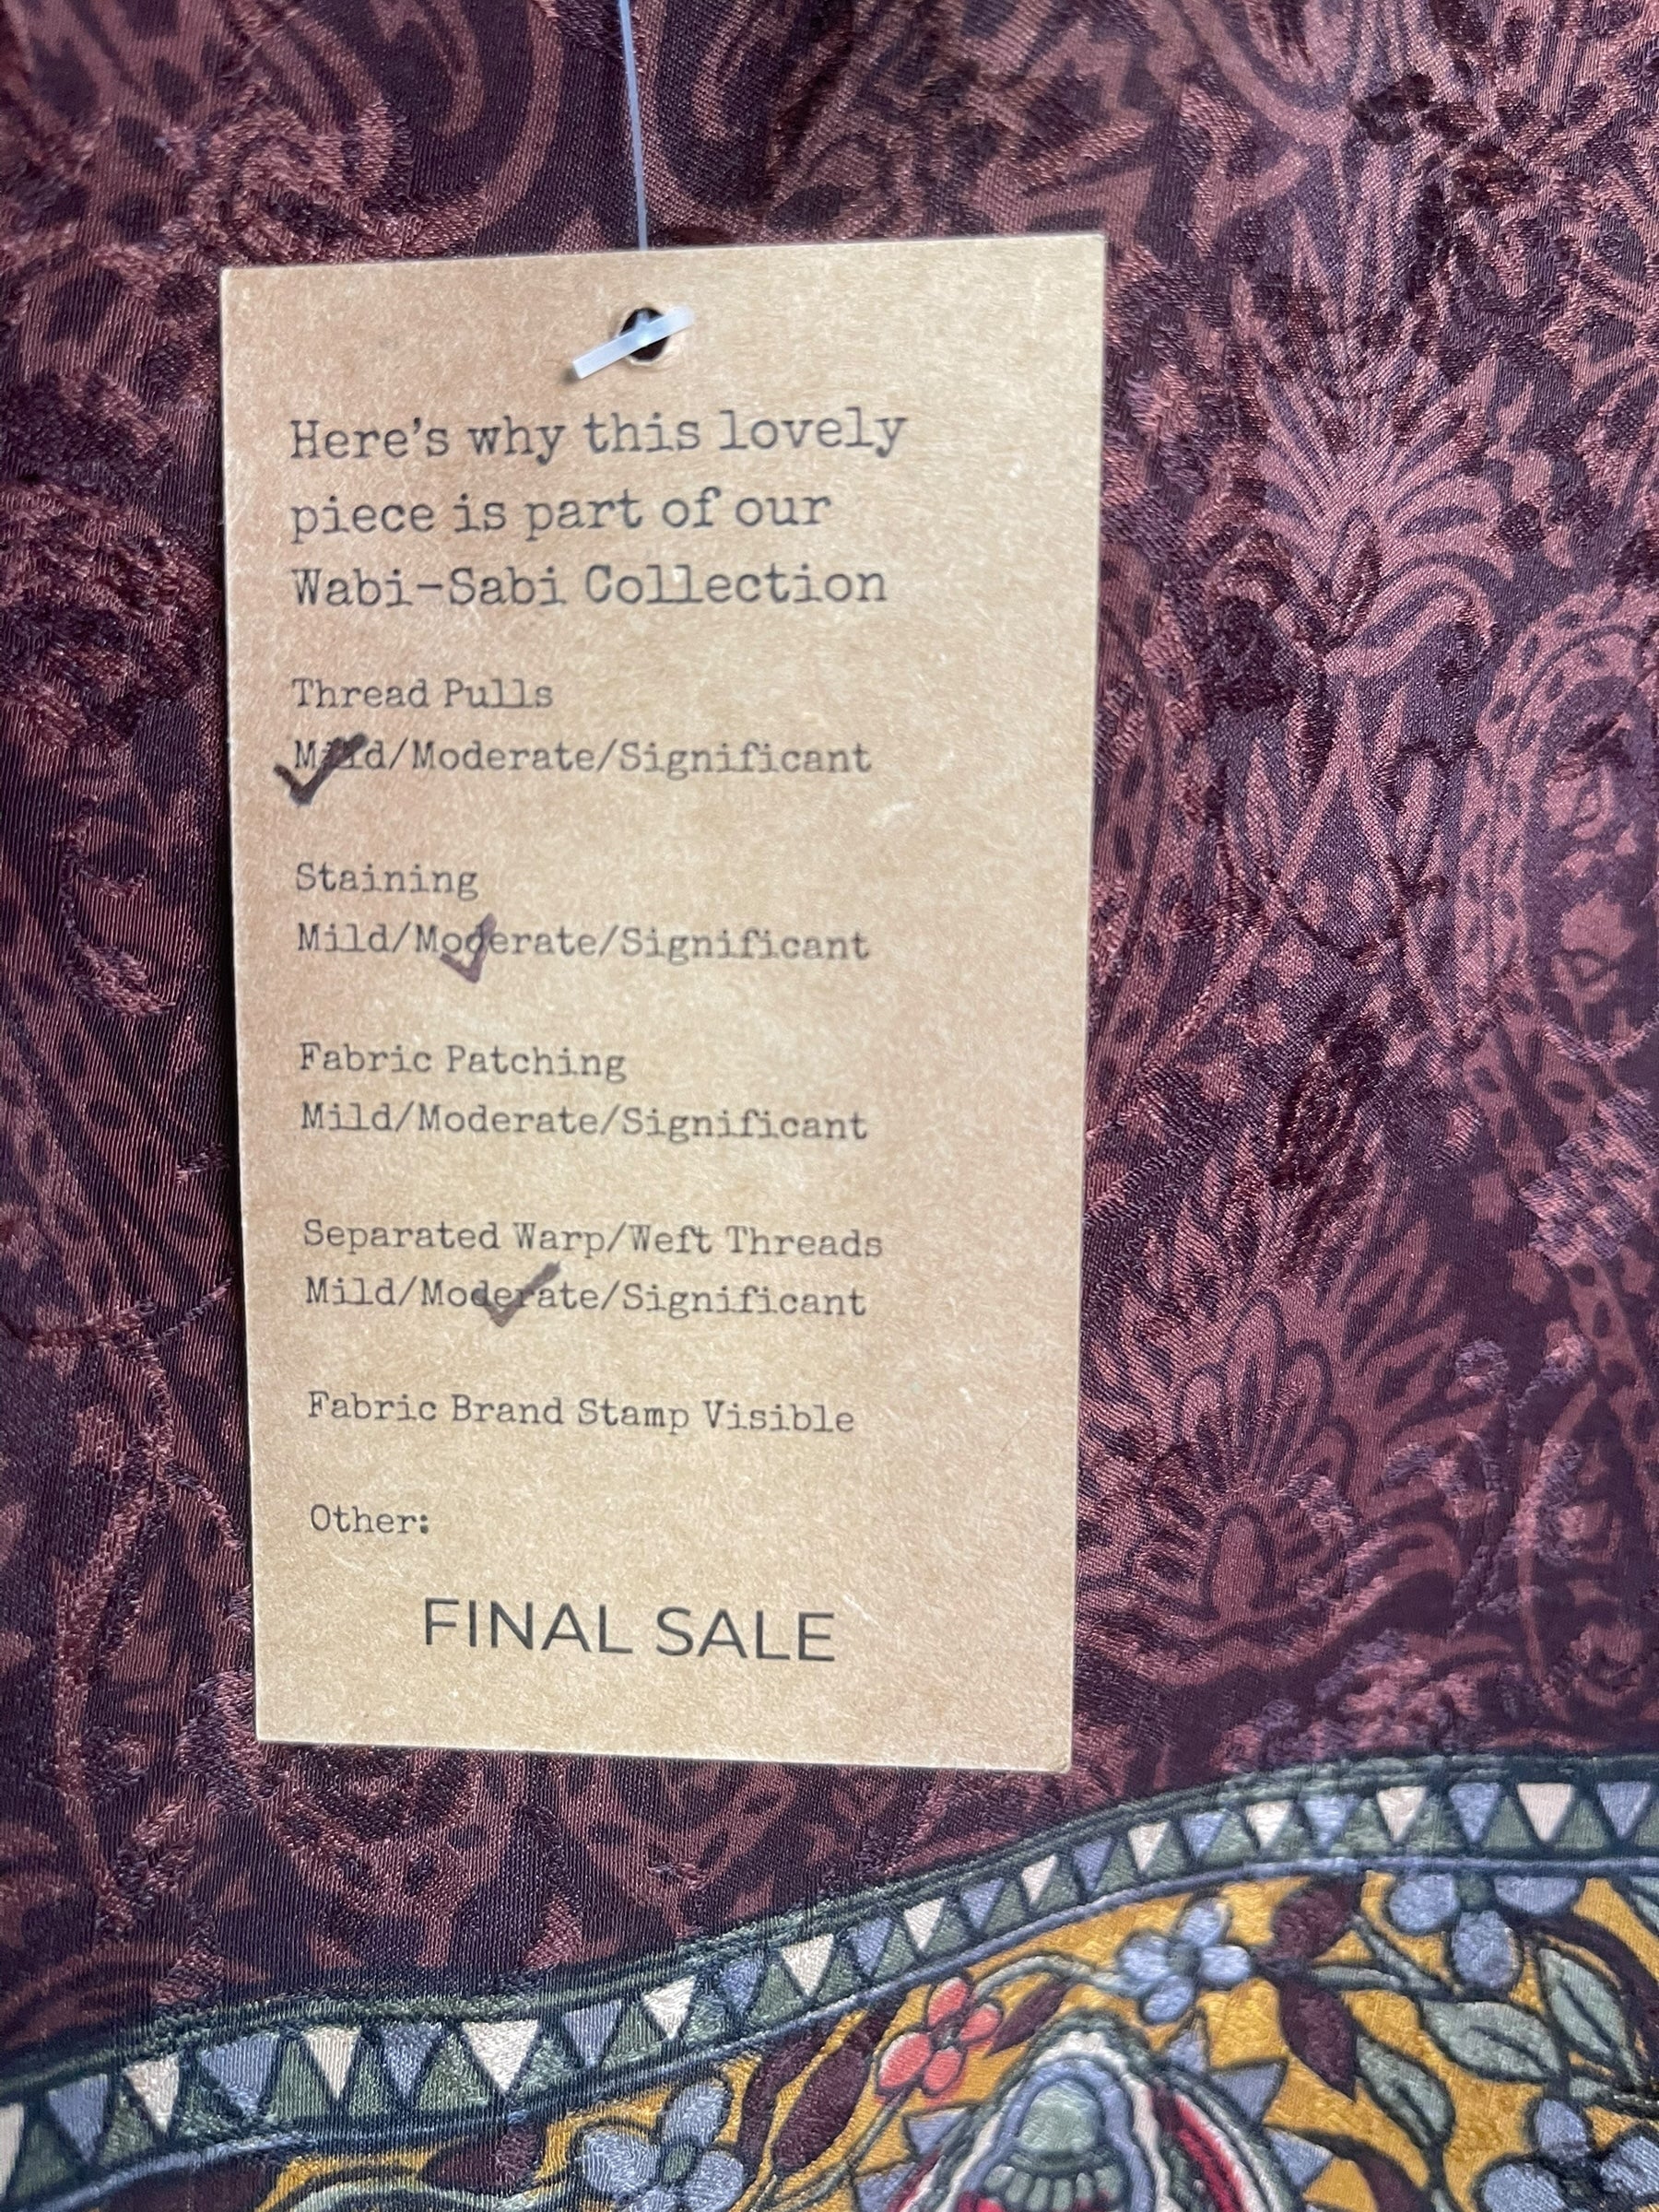 Here's why this lovely
piece is part of our
Wabi-Sabi Collection
Thread Pulls
Mild/Moderate/Significant
Staining
Mild/Moderate/Significant
Fabric Patching
Mild/Moderate/Significant
Separated Warp/Weft Threads
Mild/Moderate/Significant
Fabric Brand Stamp Visible
Other:
FINAL SALE